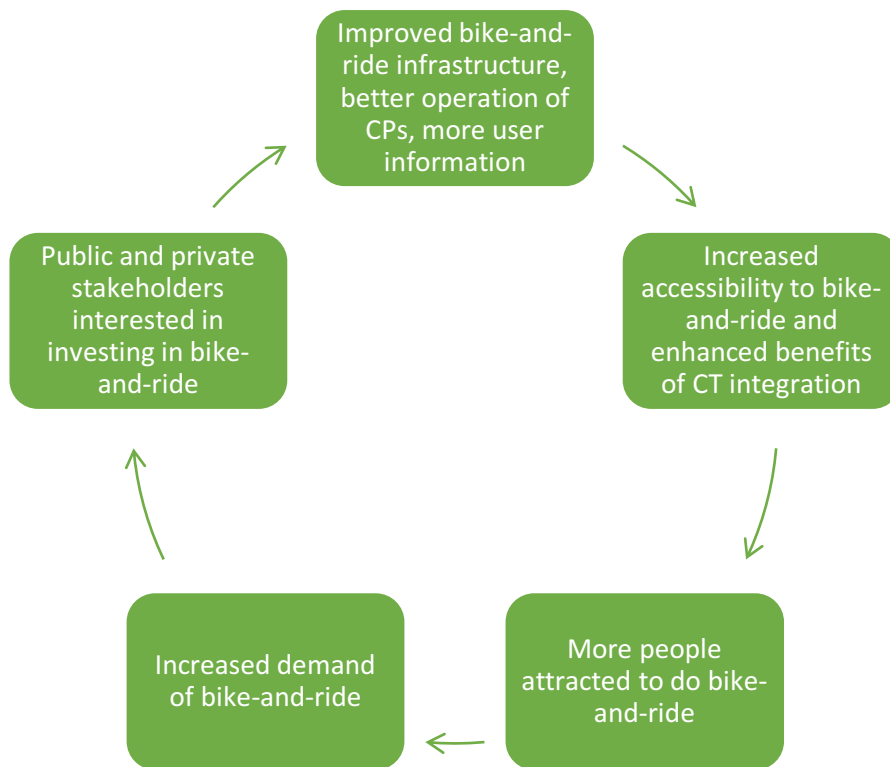 Improved bike-and-
ride infrastructure,
better operation of
CPs, more user
information
Increased
accessibility to bike-
and-ride and
enhanced benefits
of CT integration
More people
attracted to do bike-
and-ride
Increased demand
of bike-and-ride
Public and private
stakeholders
interested in
investing in bike-
and-ride